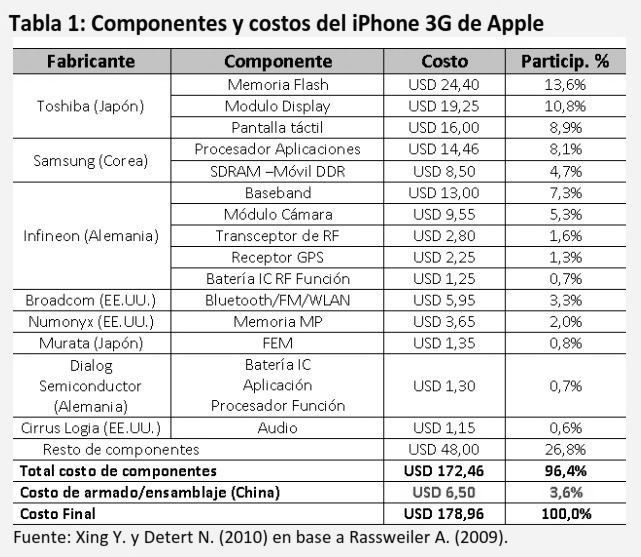 Tabla 1: Componentes y costos del iPhone 3G de Apple
Fabricante Componente Costo Particip. %
Toshiba (Japón) Memoria Flash USD 24,40 13,6%
Modulo Display USD 19,25 10,8%
Pantalla táctil USD 16,00 8,9%
Samsung (Corea) Procesador Aplicaciones USD 14,46 8,1%
SDRAM –Móvil DDR USD 8,50 4,7%
Infineon (Alemania) Baseband USD 13,00 7,3%
Módulo Cámara USD 9,55 5,3%
Transceptor de RF USD 2,80 1,6%
Receptor GPS USD 2,25 1,3%
Batería IC RF Función USD 1,25 0,7%
Broadcom (EE.UU.) Bluetooth/FM/WLAN USD 5,95 3,3%
Numonyx (EE.UU.) Memoria MP USD 3,65 2,0%
Murata (Japón) FEM USD 1,35 0,8%
Dialog Batería IC
Semiconductor Aplicación USD 1,30 0,7%
(Alemania) Procesador Función
Cirrus Logia (EE.UU.) Audio USD 1,15 0,6%
Resto de componentes USD 48,00 26,8%
Total costo de componentes USD 172,46 96,4%
Costo de armado/ensamblaje (China) USD 6,50 3,6%
Costo Final USD 178,96 100,0%
Fuente: Xing Y. y Detert N. (2010) en base a Rassweiler A. (2009).